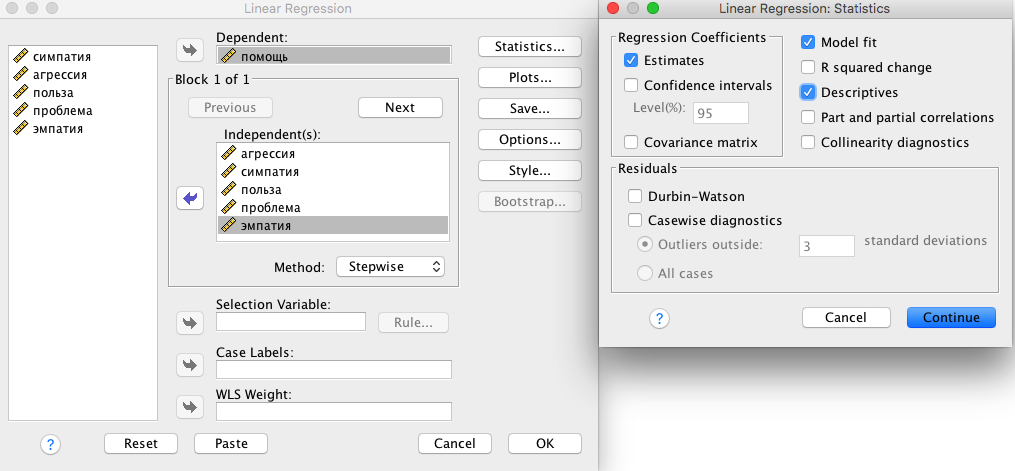 Linear Regression
симпатия
агрессия
польза
проблема
эмпатия
Dependent:
помощь
Block 1 of 1
Previous
Next
Independent(s):
агрессия
симпатия
польза
проблема
эмпатия
Method:
Stepwise
Selection Variable:
Rule...
Case Labels:
WLS Weight:
Statistics...
Plots...
Save...
Options...
Style...
Bootstrap...
?
Reset
Paste
Cancel
OK
Linear Regression: Statistics
Regression Coefficients
Estimates
Confidence intervals
Level(%):
95
Covariance matrix
Model fit
R squared change
Descriptives
Part and partial correlations
Collinearity diagnostics
Residuals
Durbin-Watson
Casewise diagnostics
Outliers outside:
3
standard deviations
All cases
?
Cancel
Continue